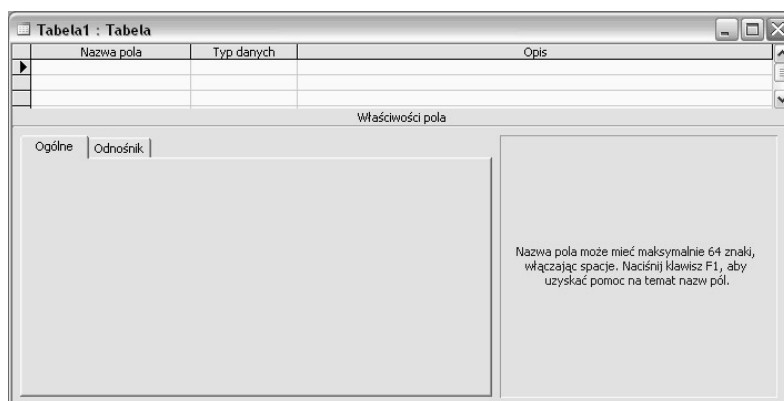 Tabela1 : Tabela
Nazwa pola Typ danych Opis
Właściwości pola
Ogólne Odnośnik
Nazwa pola może mieć maksymalnie 64 znaki,
włączając spacje. Naciśnij klawisz F1, aby
uzyskać pomoc na temat nazw pól.